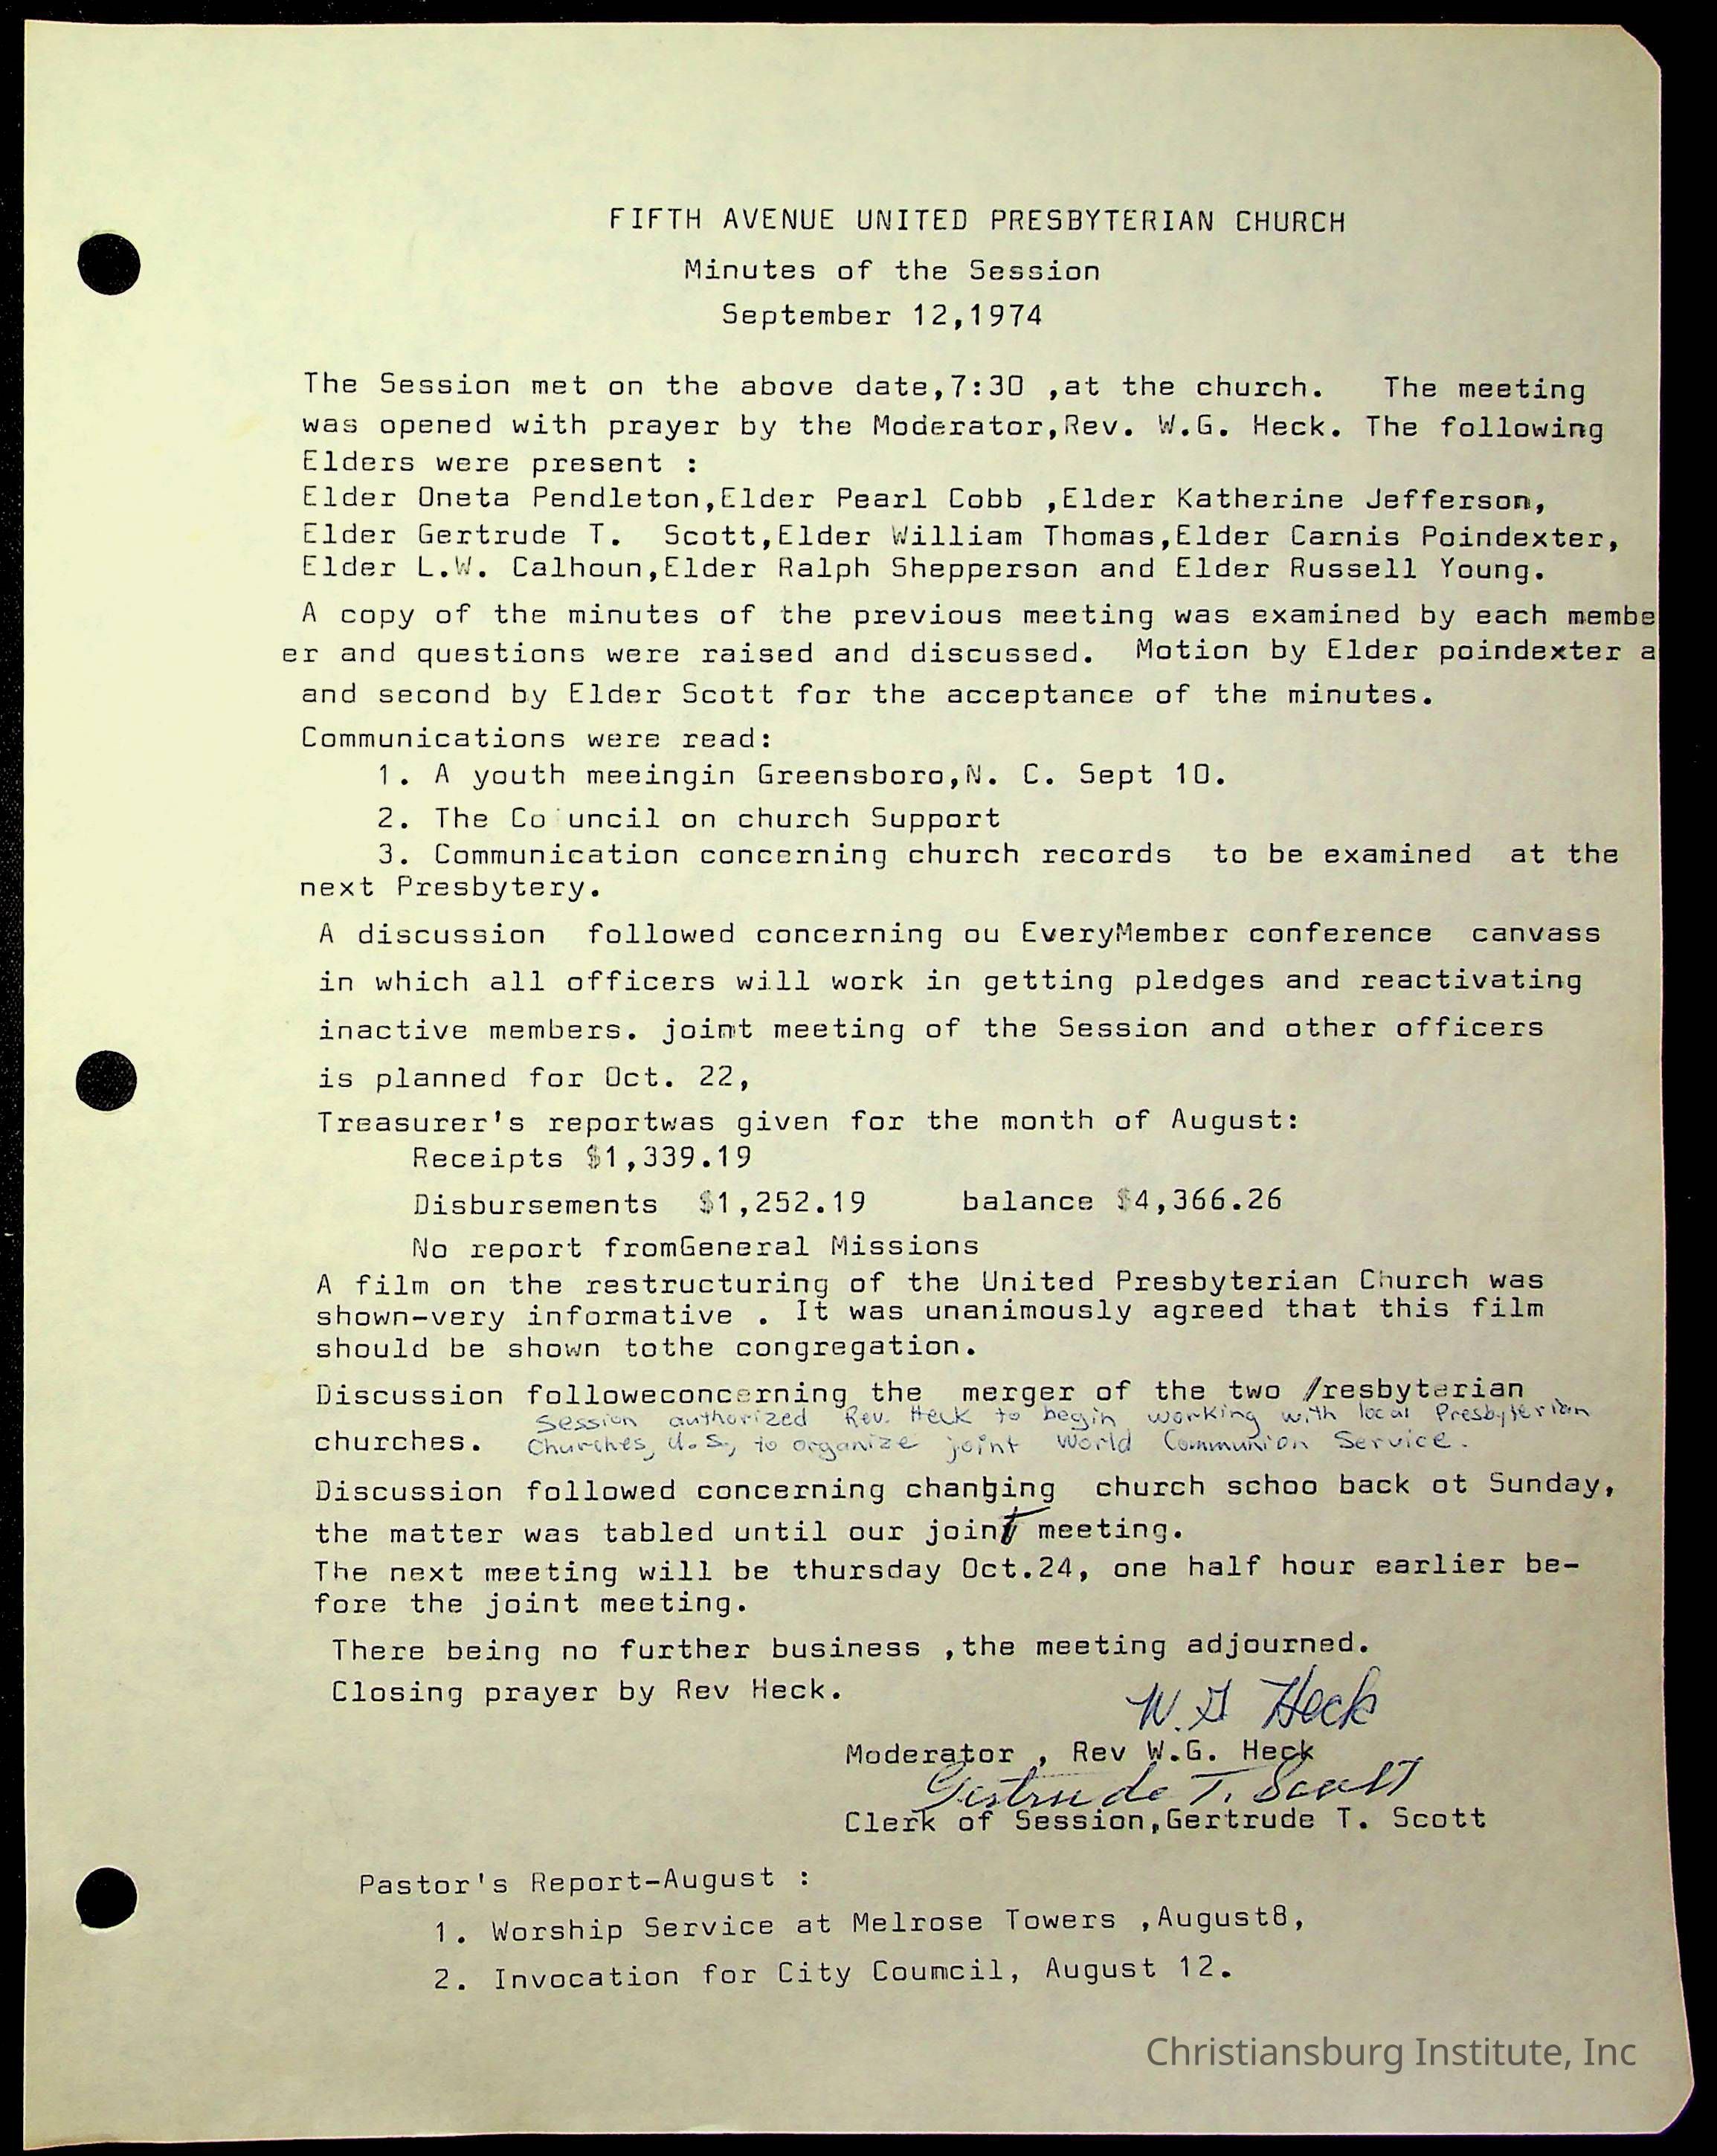 FIFTH AVENUE UNITED PRESBYTERIAN CHURCH
Minutes of the Session
September 12,1974
The Session met on the above date,7:30 ,at the church. The meeting
was opened with prayer by the Moderator,Rev. W.G. Heck. The following
Elders were present :
Elder Oneta Pendleton,Elder Pearl Cobb ,Elder Katherine Jefferson,
Elder Gertrude T. Scott,Elder William Thomas,Elder Carnis Poindexter,
Elder L.W. Calhoun,Elder Ralph Shepperson and Elder Russell Young.
A copy of the minutes of the previous meeting was examined by each membe
er and questions were raised and discussed. Motion by Elder poindexter a
and second by Elder Scott for the acceptance of the minutes.
Communications were read:
1. A youth meeingin Greensboro,N. C. Sept 10.
2. The Co uncil on church Support
3. Communication concerning church records to be examined at the
next Presbytery.
A discussion followed concerning ou EveryMember conference canvass
in which all officers will work in getting pledges and reactivating
inactive members. joint meeting of the Session and other officers
is planned for Oct. 22,
Treasurer's reportwas given for the month of August:
Receipts $1,339.19
Disbursements $1,252.19 balance $4,366.26
No report fromGeneral Missions
A film on the restructuring of the United Presbyterian Church was
shown-very informative . It was unanimously agreed that this film
should be shown tothe congregation.
Discussion followeconcerning the merger of the two /resbyterian
Session authorized Rev. Heck to begin working with local Presbyterian
churches. Churches, U.S., to organize joint World Communion Service.
Discussion followed concerning changing church schoo back ot Sunday,
the matter was tabled until our joint meeting.
The next meeting will be thursday Oct.24, one half hour earlier be-
fore the joint meeting.
There being no further business ,the meeting adjourned.
Closing prayer by Rev Heck.
W. G Heck
Moderator , Rev W.G. Heck
Gertrude T. Scott
Clerk of Session,Gertrude T. Scott
Pastor's Report-August :
1. Worship Service at Melrose Towers ,August8,
2. Invocation for City Council, August 12.
Christiansburg Institute, Inc